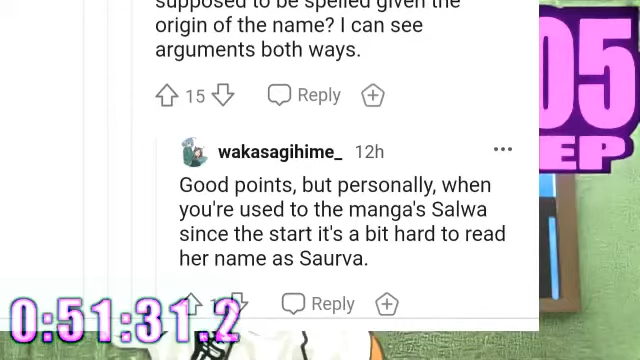 supposed to be spelled given the
origin of the name? I can see
arguments both ways.
15 Reply
wakasagihime_ 12h
Good points, but personally, when
you're used to the manga's Salwa
since the start it's a bit hard to read
her name as Saurva.
Reply
0:51:31.2
05
EP